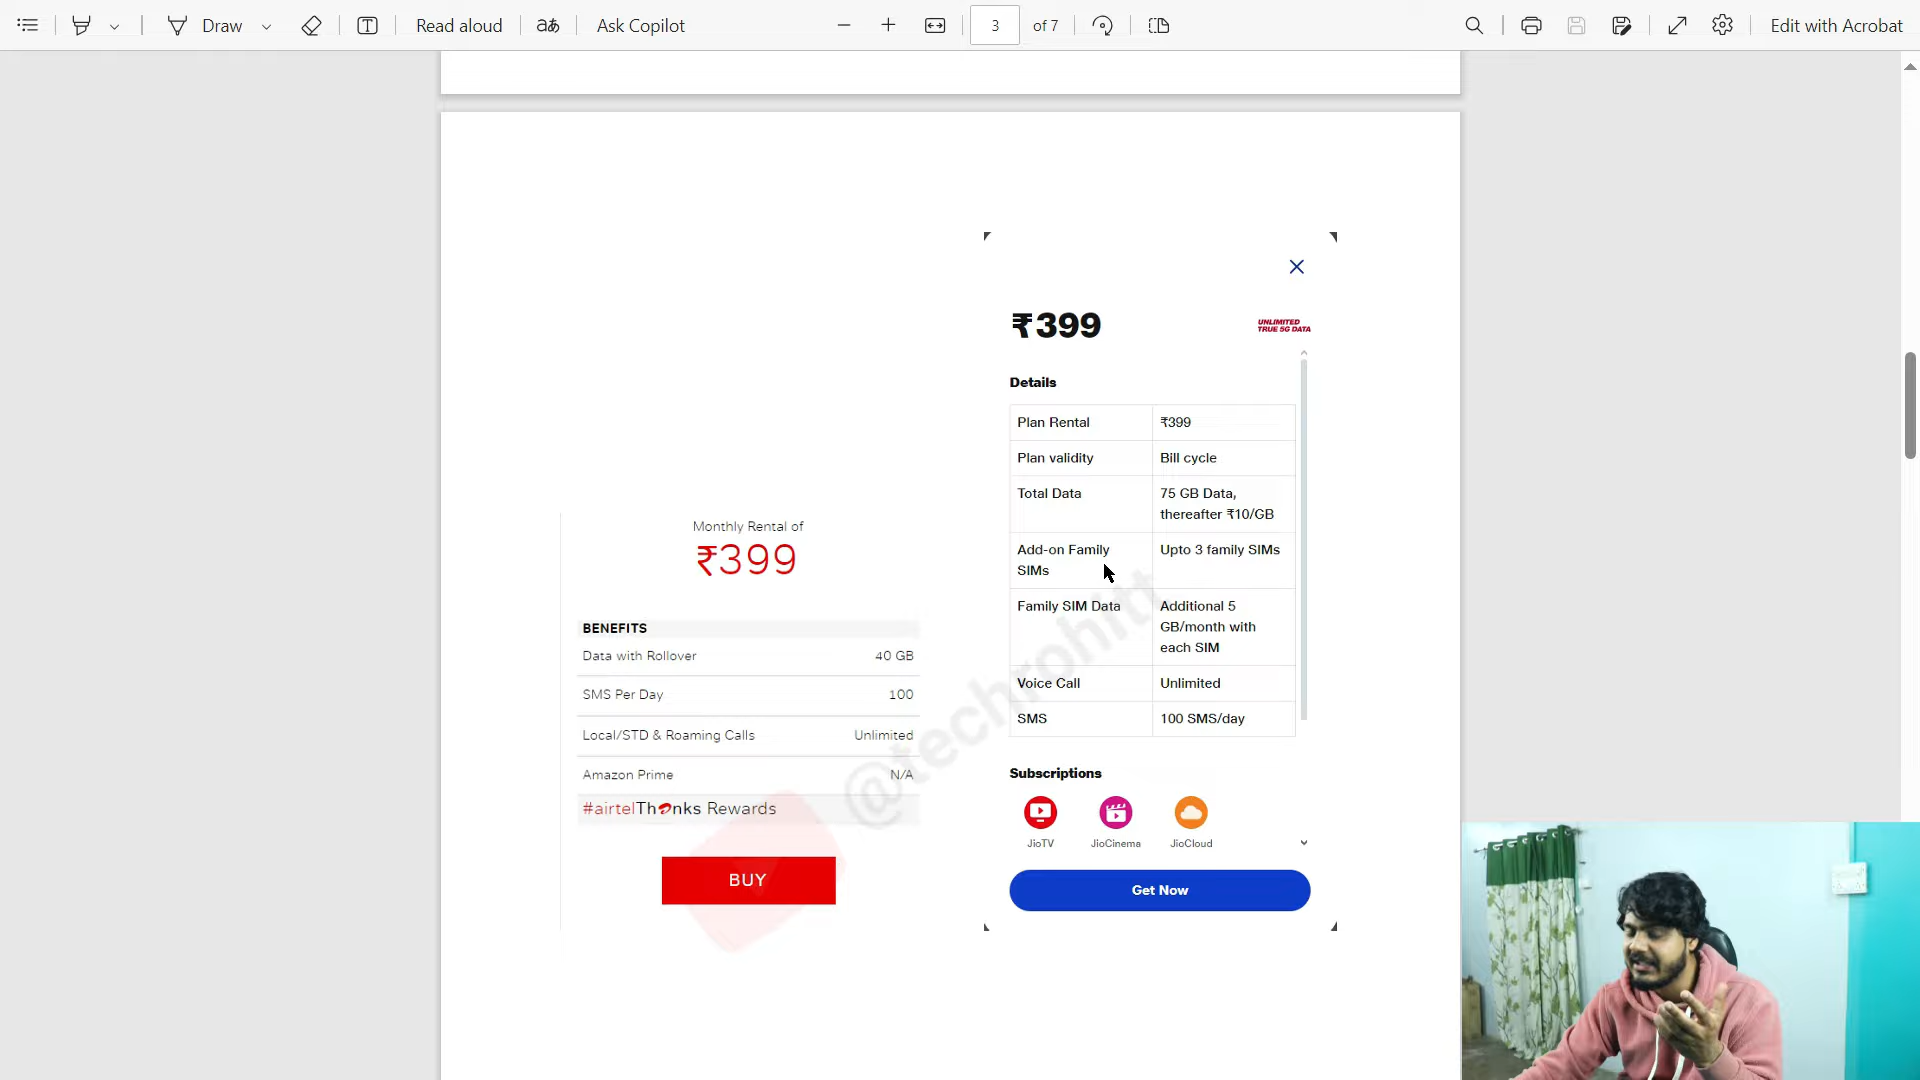 Draw
Read aloud
aあ
Ask Copilot
3
of 7
Edit with Acrobat
Monthly Rental of
₹399
BENEFITS
Data with Rollover 40 GB
SMS Per Day 100
Local/STD & Roaming Calls Unlimited
Amazon Prime N/A
#airtelThanks Rewards
BUY
₹399
UNLIMITED
TRUE 5G DATA
Details
Plan Rental ₹399
Plan validity Bill cycle
Total Data 75 GB Data,
thereafter ₹10/GB
Add-on Family Upto 3 family SIMs
SIMs
Family SIM Data Additional 5
GB/month with
each SIM
Voice Call Unlimited
SMS 100 SMS/day
Subscriptions
JioTV JioCinema JioCloud
Get Now
@techrohitt